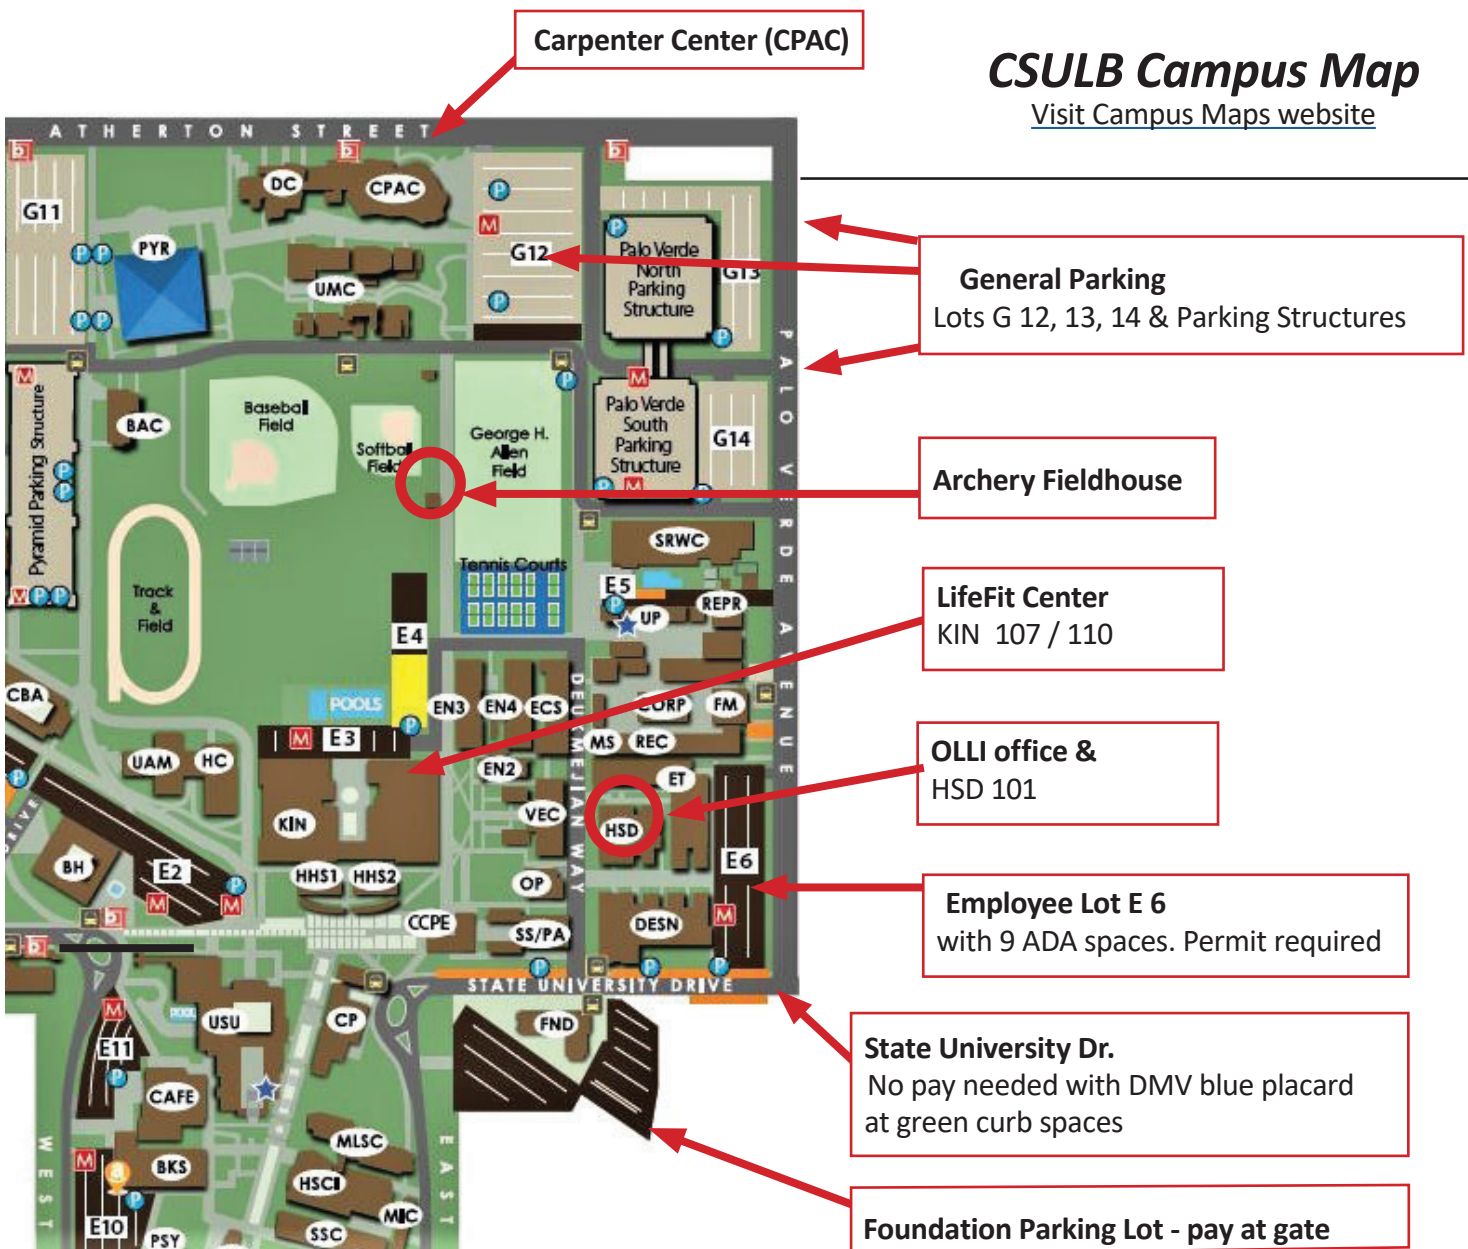 Carpenter Center (CPAC)
CSULB Campus Map
Visit Campus Maps website
ATHERTON STREET
b
b
b
G11
DC
CPAC
P
M
P
G12
Palo Verde
North
Parking
Structure
G13
PYR
P P
UMC
P
General Parking
Lots G 12, 13, 14 & Parking Structures
P P
P
M
Pyramid Parking Structure
BAC
Baseball
Field
Softball
Field
George H.
Allen
Field
P
M
Palo Verde
South
Parking
Structure
G14
PALO VERDE AVENUE
P
P
P
M
P
Archery Fieldhouse
SRWC
Tennis Courts
E5
P
UP
REPR
M P P
Track
&
Field
E4
LifeFit Center
KIN 107 / 110
CBA
POOLS
EN3
EN4
ECS
DEUKMEJIAN WAY
CORP
FM
P
M
E3
MS
REC
UAM
HC
EN2
ET
OLLI office &
HSD 101
P
DRIVE
KIN
VEC
HSD
BH
E2
P
M
M
HHS1
HHS2
OP
E6
Employee Lot E 6
with 9 ADA spaces. Permit required
b
b
CCPE
SS/PA
DESN
M
P
P
P
STATE UNIVERSITY DRIVE
M
POOL
USU
CP
FND
State University Dr.
No pay needed with DMV blue placard
at green curb spaces
E11
P
CAFE
WEST
EAST
MLSC
M
a
BKS
P
HSCI
MIC
E10
PSY
SSC
Foundation Parking Lot - pay at gate